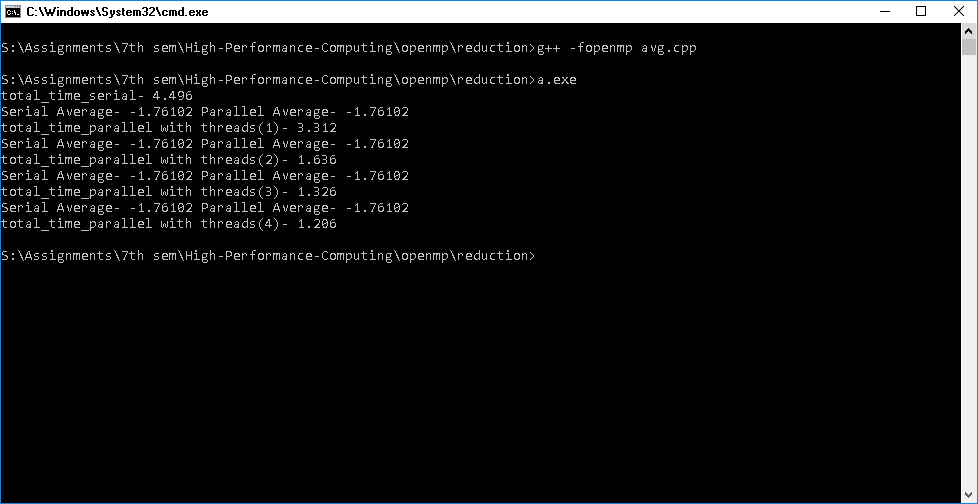 C:\Windows\System32\cmd.exe
S:\Assignments\7th sem\High-Performance-Computing\openmp\reduction>g++ -fopenmp avg.cpp
S:\Assignments\7th sem\High-Performance-Computing\openmp\reduction>a.exe
total_time_serial- 4.496
Serial Average- -1.76102 Parallel Average- -1.76102
total_time_parallel with threads(1)- 3.312
Serial Average- -1.76102 Parallel Average- -1.76102
total_time_parallel with threads(2)- 1.636
Serial Average- -1.76102 Parallel Average- -1.76102
total_time_parallel with threads(3)- 1.326
Serial Average- -1.76102 Parallel Average- -1.76102
total_time_parallel with threads(4)- 1.206
S:\Assignments\7th sem\High-Performance-Computing\openmp\reduction>